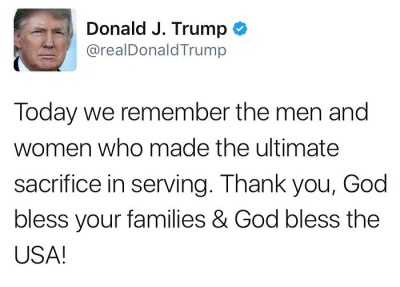 Donald J. Trump
@realDonaldTrump
Today we remember the men and
women who made the ultimate
sacrifice in serving. Thank you, God
bless your families & God bless the
USA!